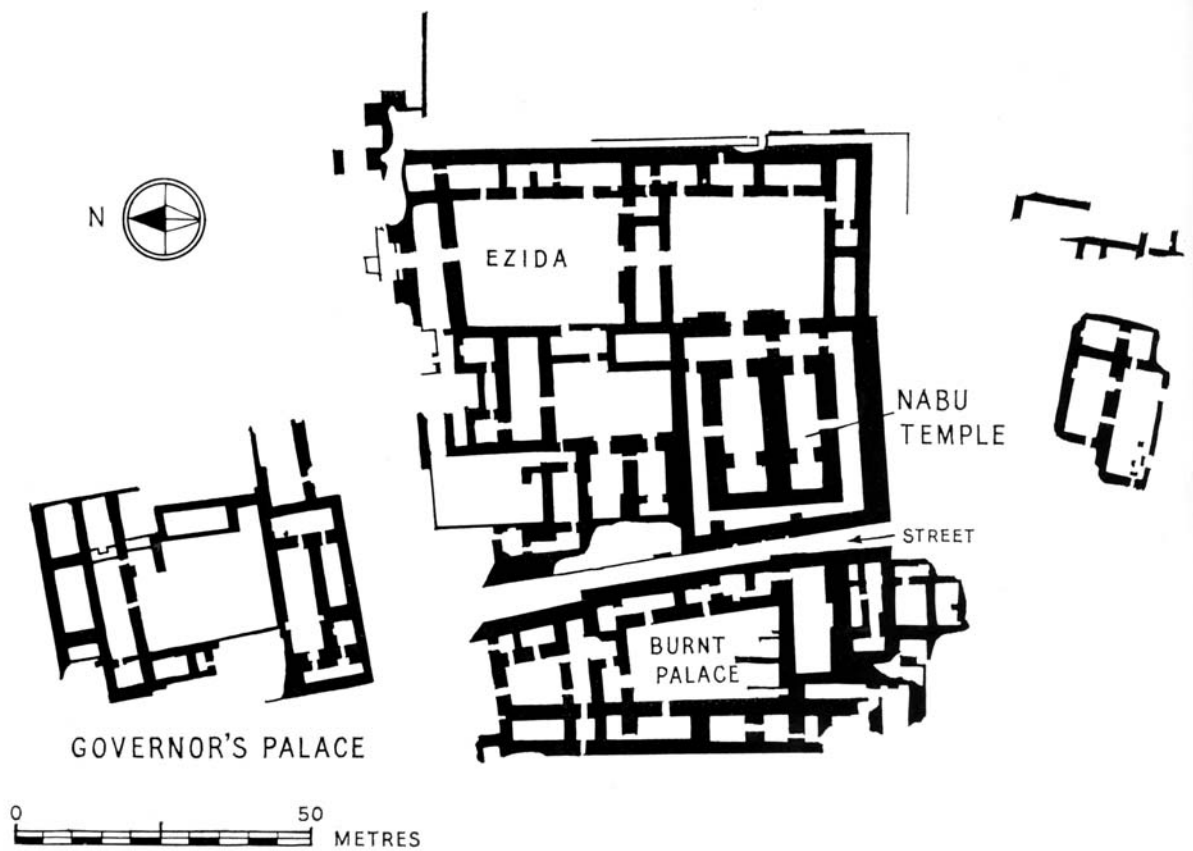 N
EZIDA
NABU
TEMPLE
STREET
BURNT
PALACE
GOVERNOR'S PALACE
0 50
METRES